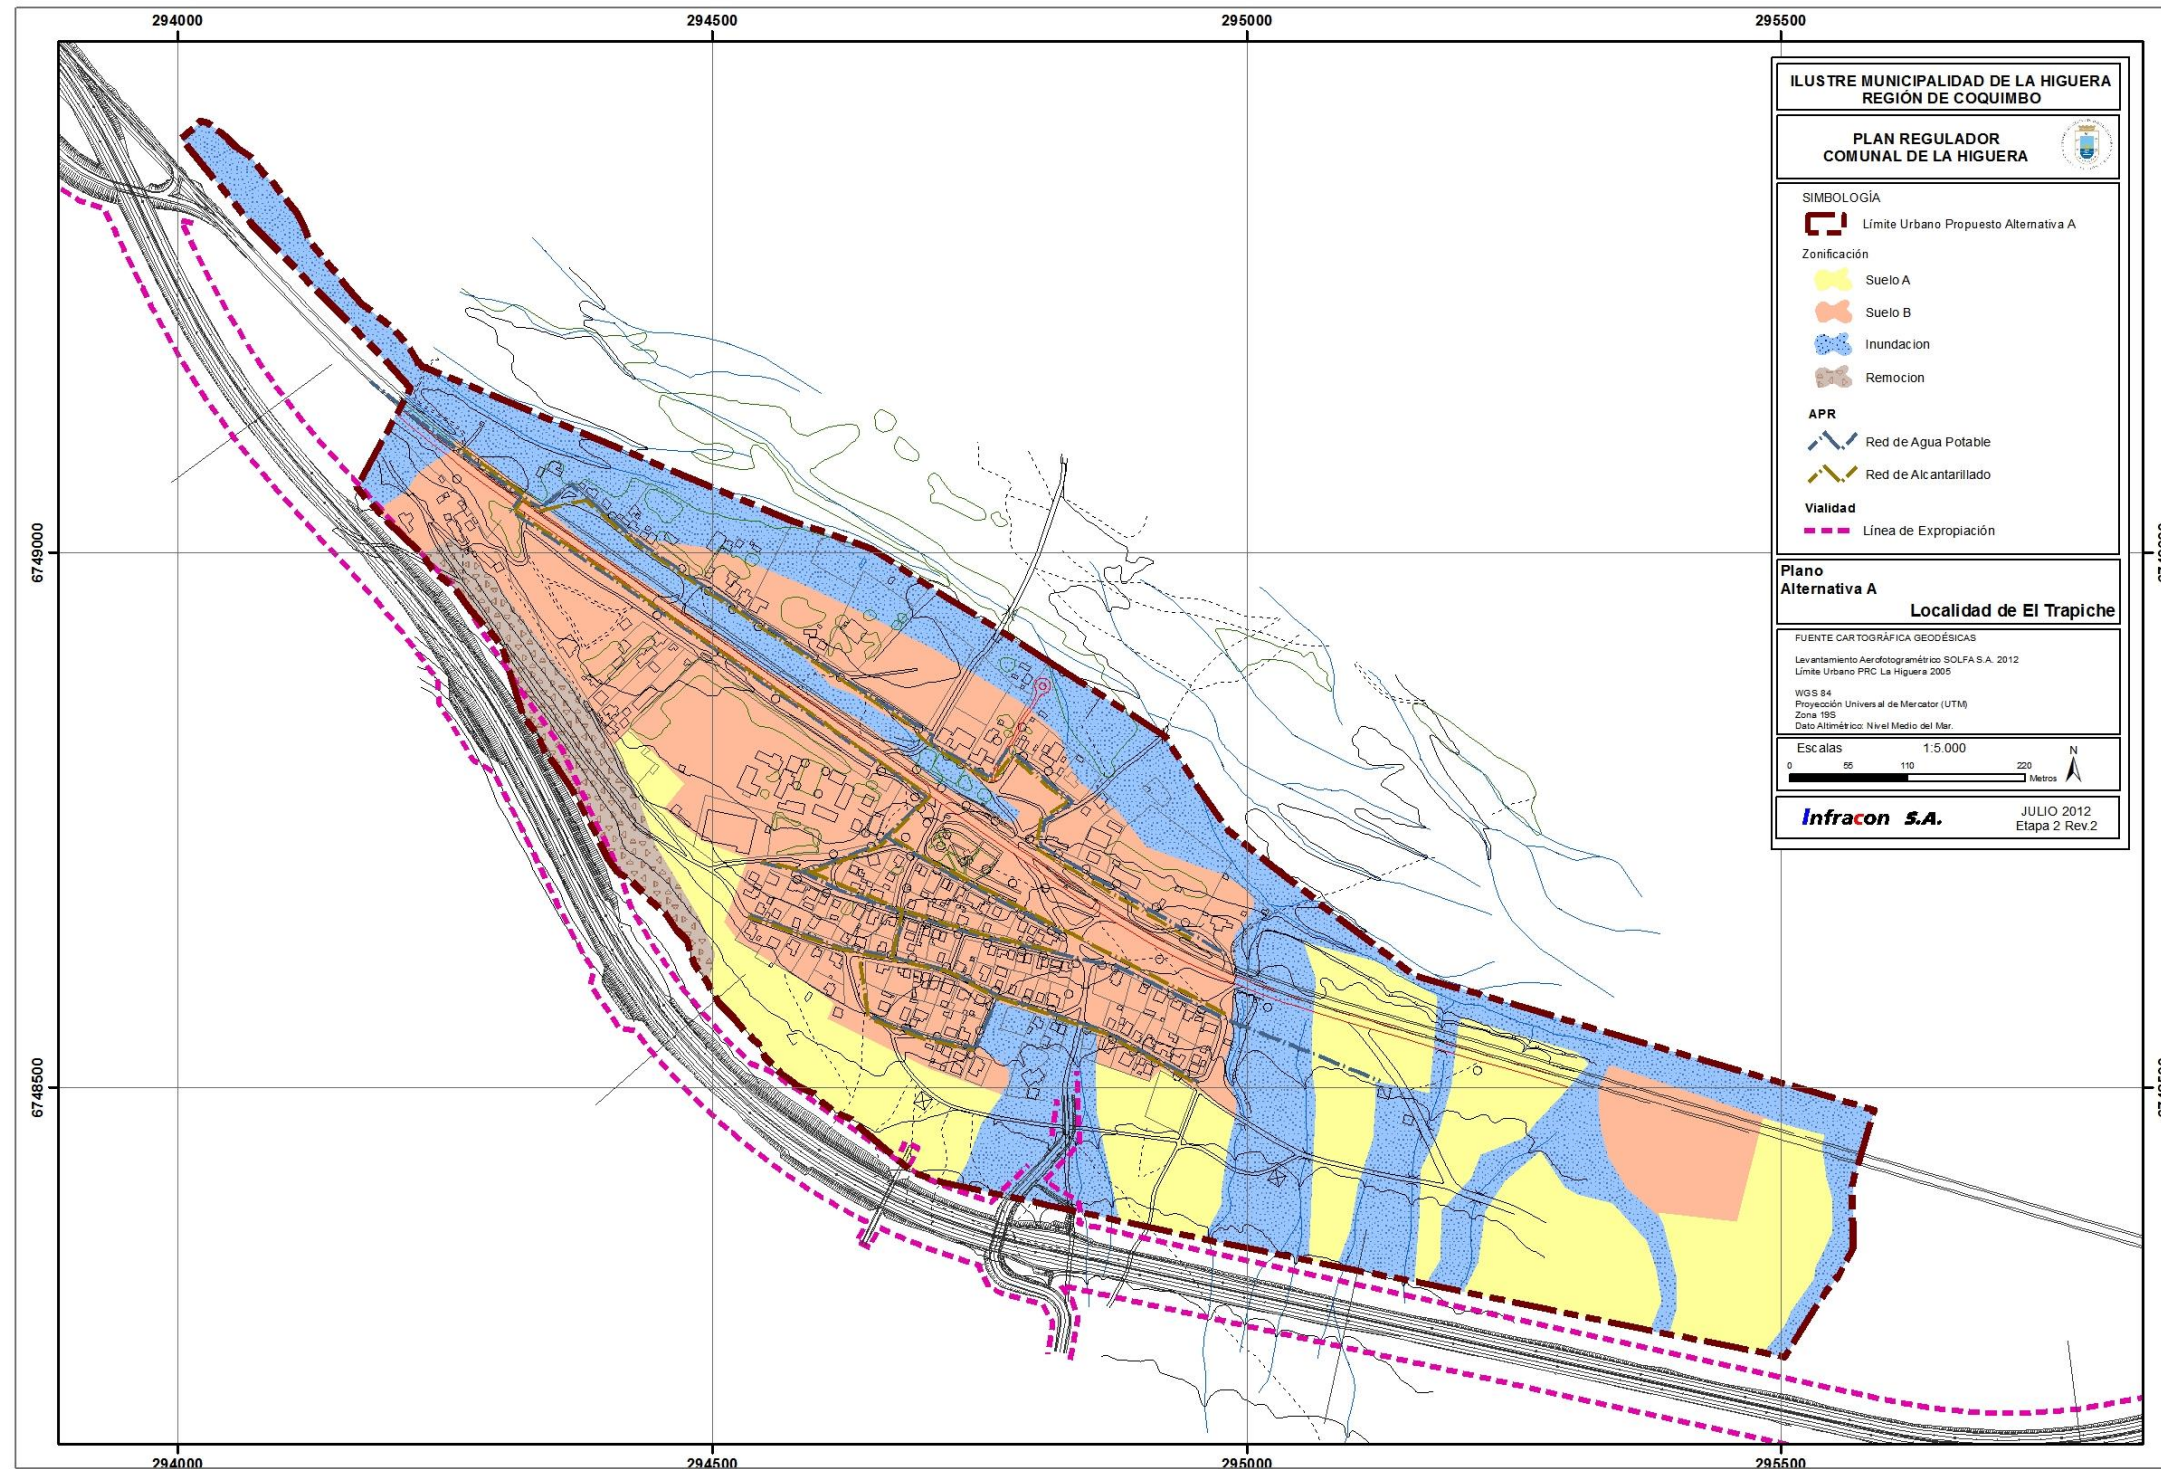 294000
294500
295000
295500
ILUSTRE MUNICIPALIDAD DE LA HIGUERA
REGIÓN DE COQUIMBO
PLAN REGULADOR
COMUNAL DE LA HIGUERA
SIMBOLOGÍA
Límite Urbano Propuesto Alternativa A
Zonificación
Suelo A
Suelo B
Inundacion
Remocion
APR
Red de Agua Potable
Red de Alcantarillado
Vialidad
Línea de Expropiación
Plano
Alternativa A
Localidad de El Trapiche
FUENTE CARTOGRÁFICA GEODÉSICAS
Levantamiento Aerofotogramétrico SOLFA S.A. 2012
Límite Urbano PRC La Higuera 2005
WGS 84
Proyección Universal de Mercator (UTM)
Zona 19S
Dato Altimétrico: Nivel Medio del Mar.
Escalas 1:5.000
N
0 55 110 220
Metros
Infracon S.A.
JULIO 2012
Etapa 2 Rev.2
6749000
6748500
294000
294500
295000
295500